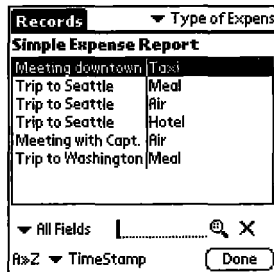 Records Type of Expens
Simple Expense Report
Meeting downtown Taxi
Trip to Seattle Meal
Trip to Seattle Air
Trip to Seattle Hotel
Meeting with Capt. Air
Trip to Washington Meal
All Fields
A»Z TimeStamp Done